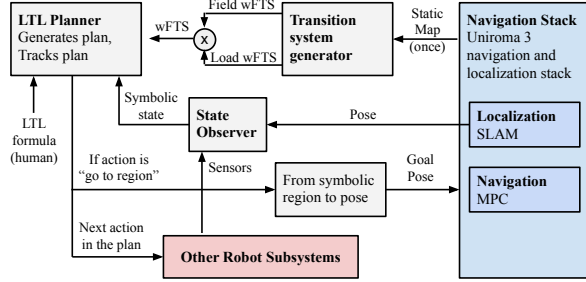 LTL Planner
Generates plan,
Tracks plan
wFTS
Field wFTS
x
Load wFTS
Transition
system
generator
Static
Map
(once)
Navigation Stack
Uniroma 3
navigation
and
localization stack
LTL
formula
(human)
Symbolic
state
State
Observer
Pose
Localization
SLAM
If action is
“go to region”
Sensors
From symbolic
region to pose
Goal
Pose
Navigation
MPC
Next action
in the plan
Other Robot Subsystems